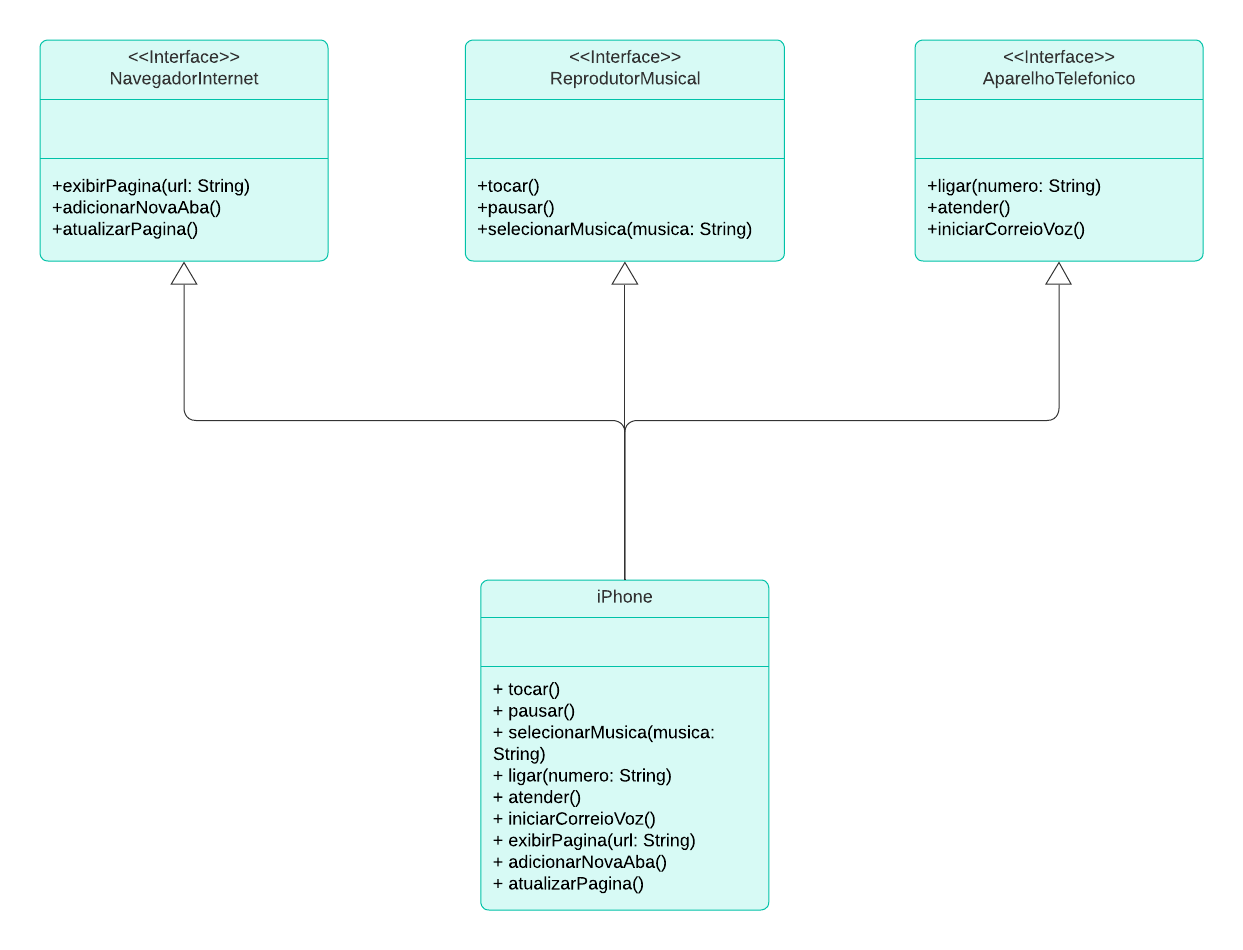 <<Interface>>
NavegadorInternet
+exibirPagina(url: String)
+adicionarNovaAba()
+atualizarPagina()
<<Interface>>
ReprodutorMusical
+tocar()
+pausar()
+selecionarMusica(musica: String)
<<Interface>>
AparelhoTelefonico
+ligar(numero: String)
+atender()
+iniciarCorreioVoz()
iPhone
+ tocar()
+ pausar()
+ selecionarMusica(musica:
String)
+ ligar(numero: String)
+ atender()
+ iniciarCorreioVoz()
+ exibirPagina(url: String)
+ adicionarNovaAba()
+ atualizarPagina()